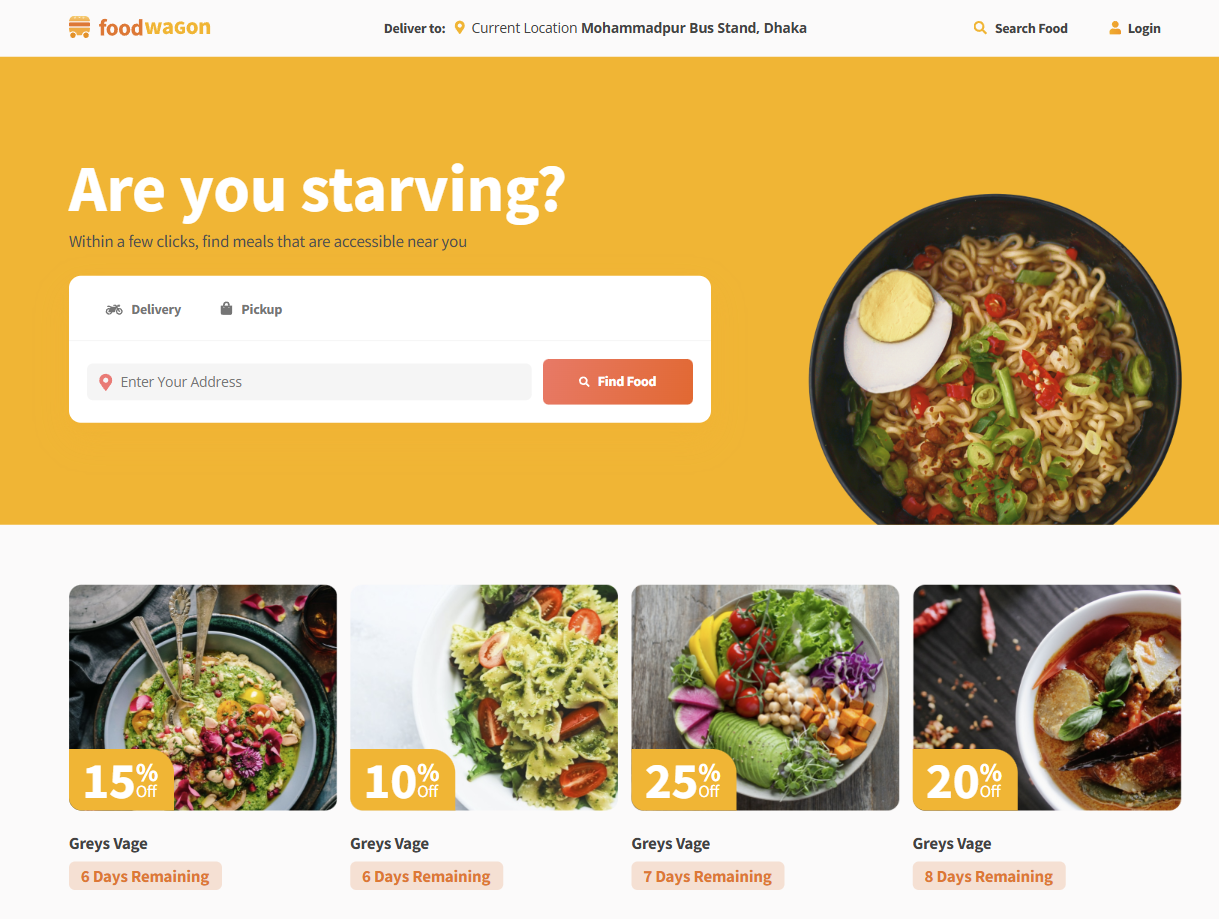 foodwagon
Deliver to: Current Location Mohammadpur Bus Stand, Dhaka
Search Food
Login
Are you starving?
Within a few clicks, find meals that are accessible near you
Delivery
Pickup
Enter Your Address
Find Food
15% Off
10% Off
25% Off
20% Off
Greys Vage
Greys Vage
Greys Vage
Greys Vage
6 Days Remaining
6 Days Remaining
7 Days Remaining
8 Days Remaining